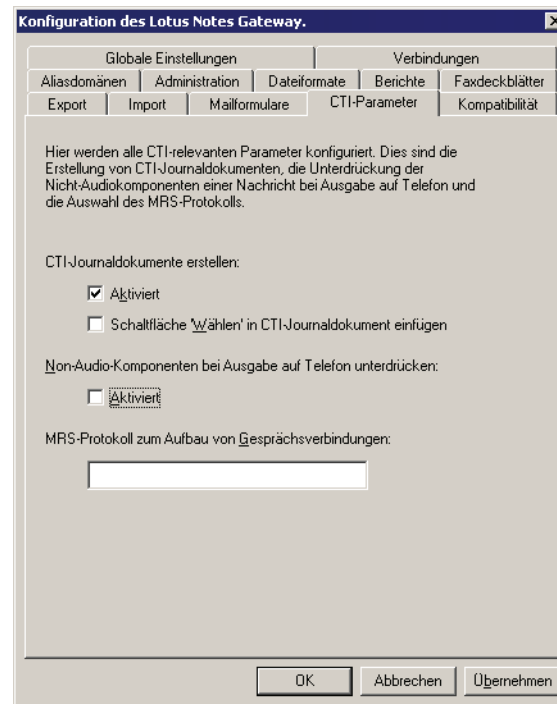 Konfiguration des Lotus Notes Gateway.
Globale Einstellungen Verbindungen
Aliasdomänen Administration Dateiformate Berichte Faxdeckblätter
Export Import Mailformulare CTI-Parameter Kompatibilität
Hier werden alle CTI-relevanten Parameter konfiguriert. Dies sind die
Erstellung von CTI-Journaldokumenten, die Unterdrückung der
Nicht-Audiokomponenten einer Nachricht bei Ausgabe auf Telefon und
die Auswahl des MRS-Protokolls.
CTI-Journaldokumente erstellen:
Aktiviert
Schaltfläche 'Wählen' in CTI-Journaldokument einfügen
Non-Audio-Komponenten bei Ausgabe auf Telefon unterdrücken:
Aktiviert
MRS-Protokoll zum Aufbau von Gesprächsverbindungen:
OK Abbrechen Übernehmen